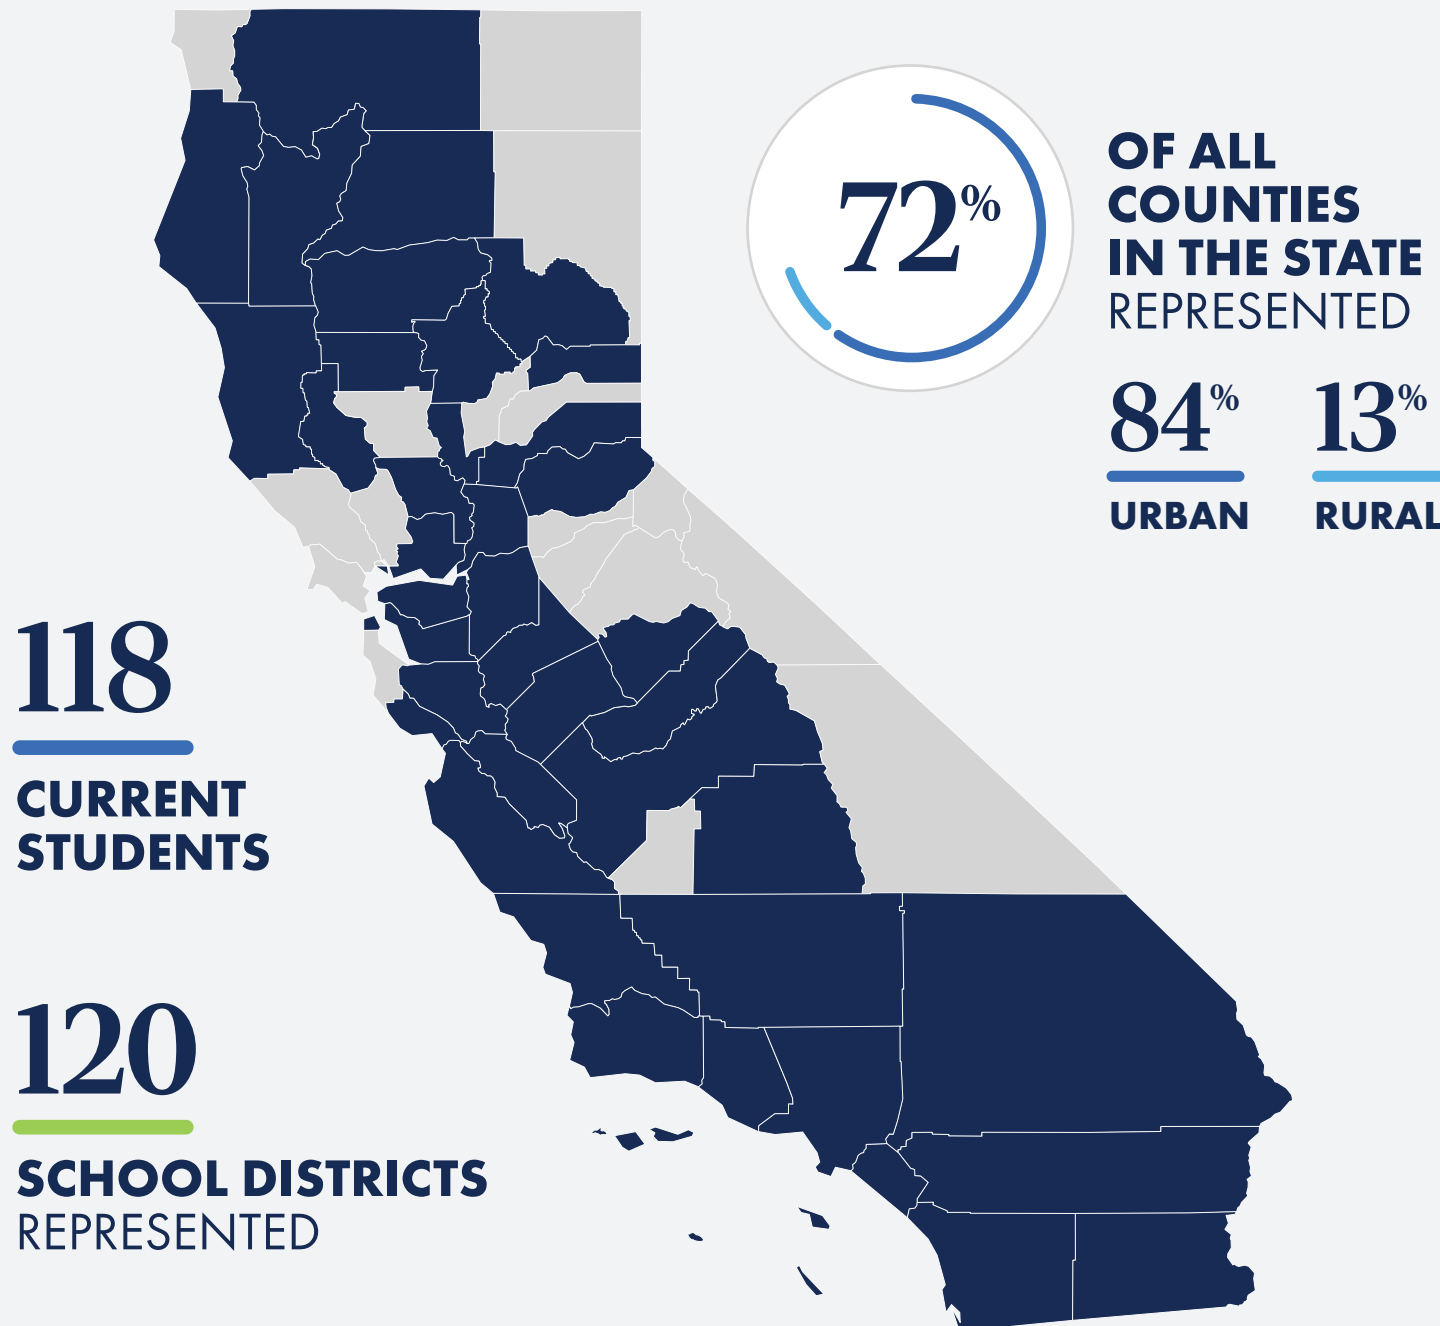 72%
OF ALL
COUNTIES
IN THE STATE
REPRESENTED
84%
URBAN
13%
RURAL
118
CURRENT
STUDENTS
120
SCHOOL DISTRICTS
REPRESENTED